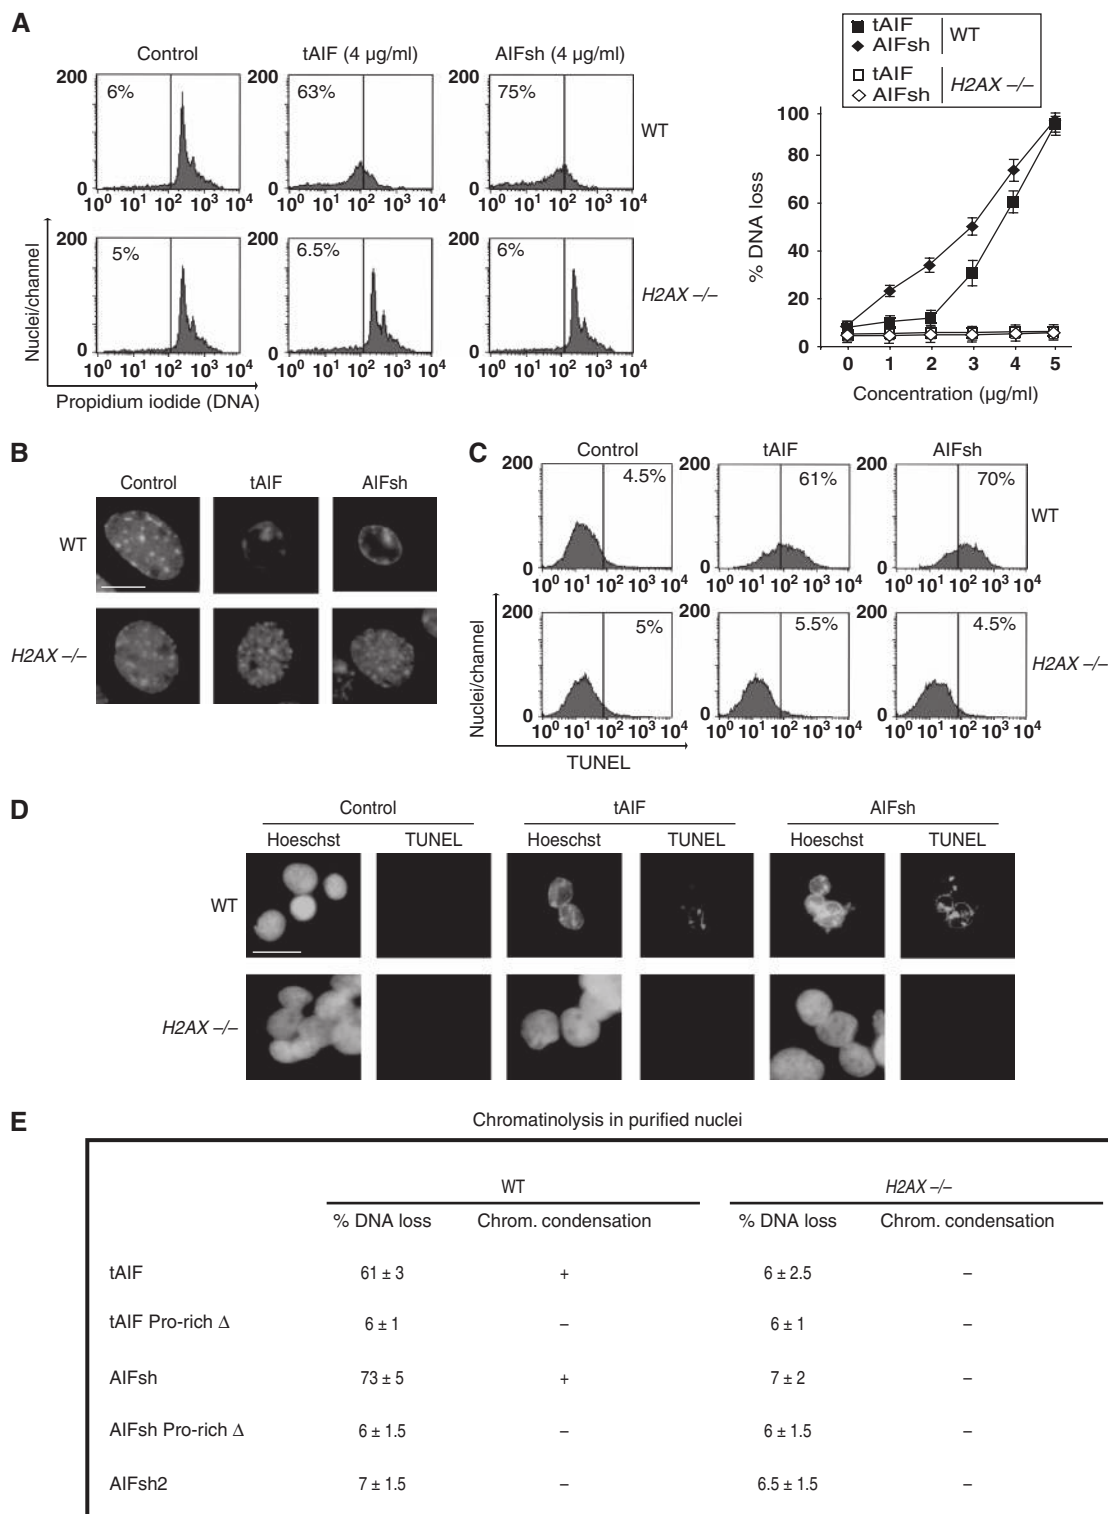 A
Control
tAIF (4 µg/ml)
AIFsh (4 µg/ml)
200
6%
0
10⁰ 10¹ 10² 10³ 10⁴
200
63%
0
10⁰ 10¹ 10² 10³ 10⁴
200
75%
0
10⁰ 10¹ 10² 10³ 10⁴
WT
200
5%
0
10⁰ 10¹ 10² 10³ 10⁴
200
6.5%
0
10⁰ 10¹ 10² 10³ 10⁴
200
6%
0
10⁰ 10¹ 10² 10³ 10⁴
H2AX –/–
Nuclei/channel
Propidium iodide (DNA)
tAIF
AIFsh
WT
tAIF
AIFsh
H2AX –/–
% DNA loss
100
80
60
40
20
0
0 1 2 3 4 5
Concentration (µg/ml)
B
Control tAIF AIFsh
WT
H2AX –/–
C
Control
tAIF
AIFsh
200
4.5%
0
10⁰ 10¹ 10² 10³ 10⁴
200
61%
0
10⁰ 10¹ 10² 10³ 10⁴
200
70%
0
10⁰ 10¹ 10² 10³ 10⁴
WT
200
5%
0
10⁰ 10¹ 10² 10³ 10⁴
200
5.5%
0
10⁰ 10¹ 10² 10³ 10⁴
200
4.5%
0
10⁰ 10¹ 10² 10³ 10⁴
H2AX –/–
Nuclei/channel
TUNEL
D
Control tAIF AIFsh
Hoeschst TUNEL Hoeschst TUNEL Hoeschst TUNEL
WT
H2AX –/–
E
Chromatinolysis in purified nuclei
WT H2AX –/–
% DNA loss Chrom. condensation % DNA loss Chrom. condensation
tAIF 61 ± 3 + 6 ± 2.5 –
tAIF Pro-rich Δ 6 ± 1 – 6 ± 1 –
AIFsh 73 ± 5 + 7 ± 2 –
AIFsh Pro-rich Δ 6 ± 1.5 – 6 ± 1.5 –
AIFsh2 7 ± 1.5 – 6.5 ± 1.5 –